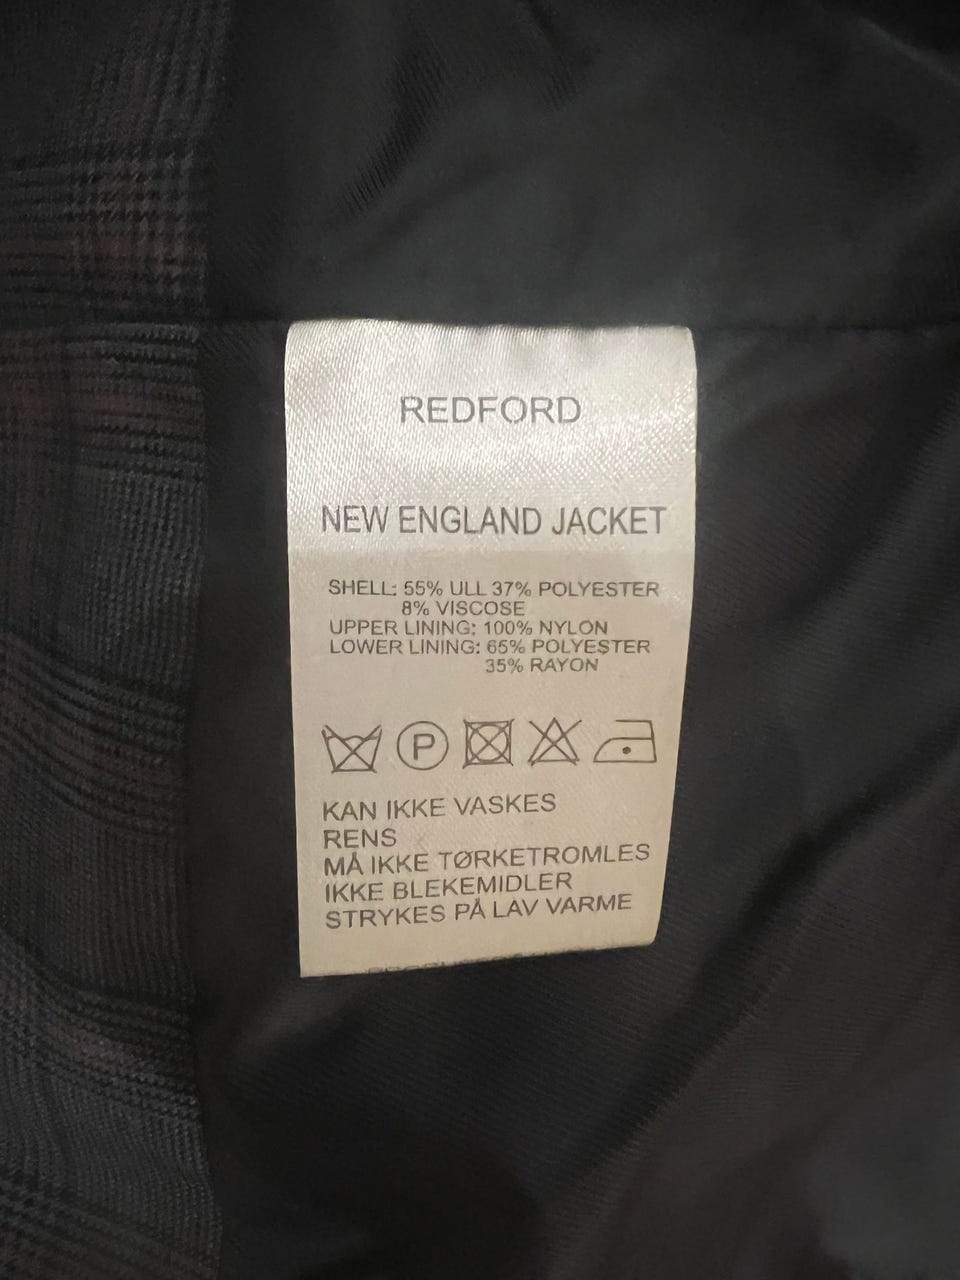 REDFORD
NEW ENGLAND JACKET
SHELL: 55% ULL 37% POLYESTER
8% VISCOSE
UPPER LINING: 100% NYLON
LOWER LINING: 65% POLYESTER
35% RAYON
P
KAN IKKE VASKES
RENS
MÅ IKKE TØRKETROMLES
IKKE BLEKEMIDLER
STRYKES PÅ LAV VARME